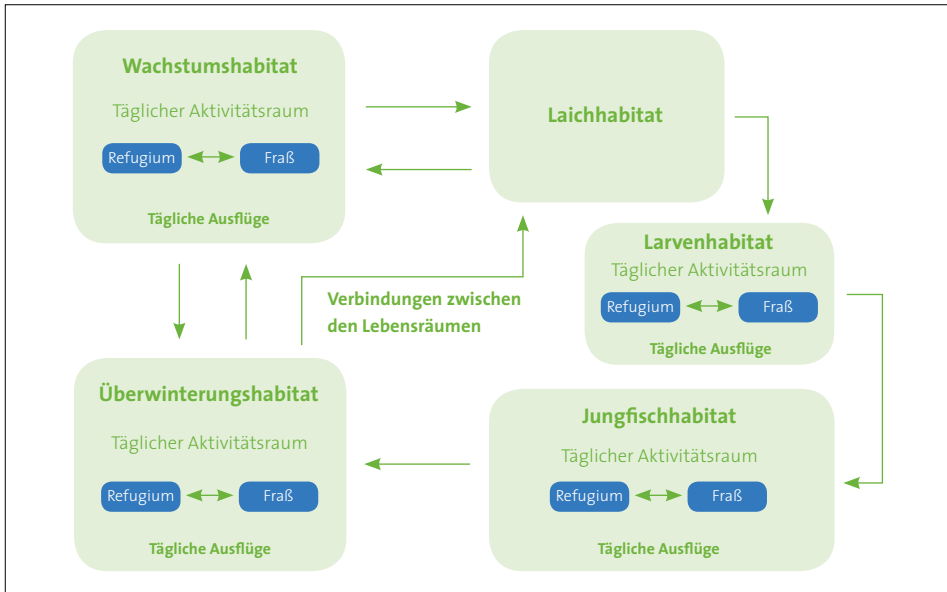 Wachstumshabitat
Täglicher Aktivitätsraum
Refugium
Fraß
Tägliche Ausflüge
Laichhabitat
Larvenhabitat
Täglicher Aktivitätsraum
Refugium
Fraß
Tägliche Ausflüge
Verbindungen zwischen
den Lebensräumen
Überwinterungshabitat
Täglicher Aktivitätsraum
Refugium
Fraß
Tägliche Ausflüge
Jungfischhabitat
Täglicher Aktivitätsraum
Refugium
Fraß
Tägliche Ausflüge